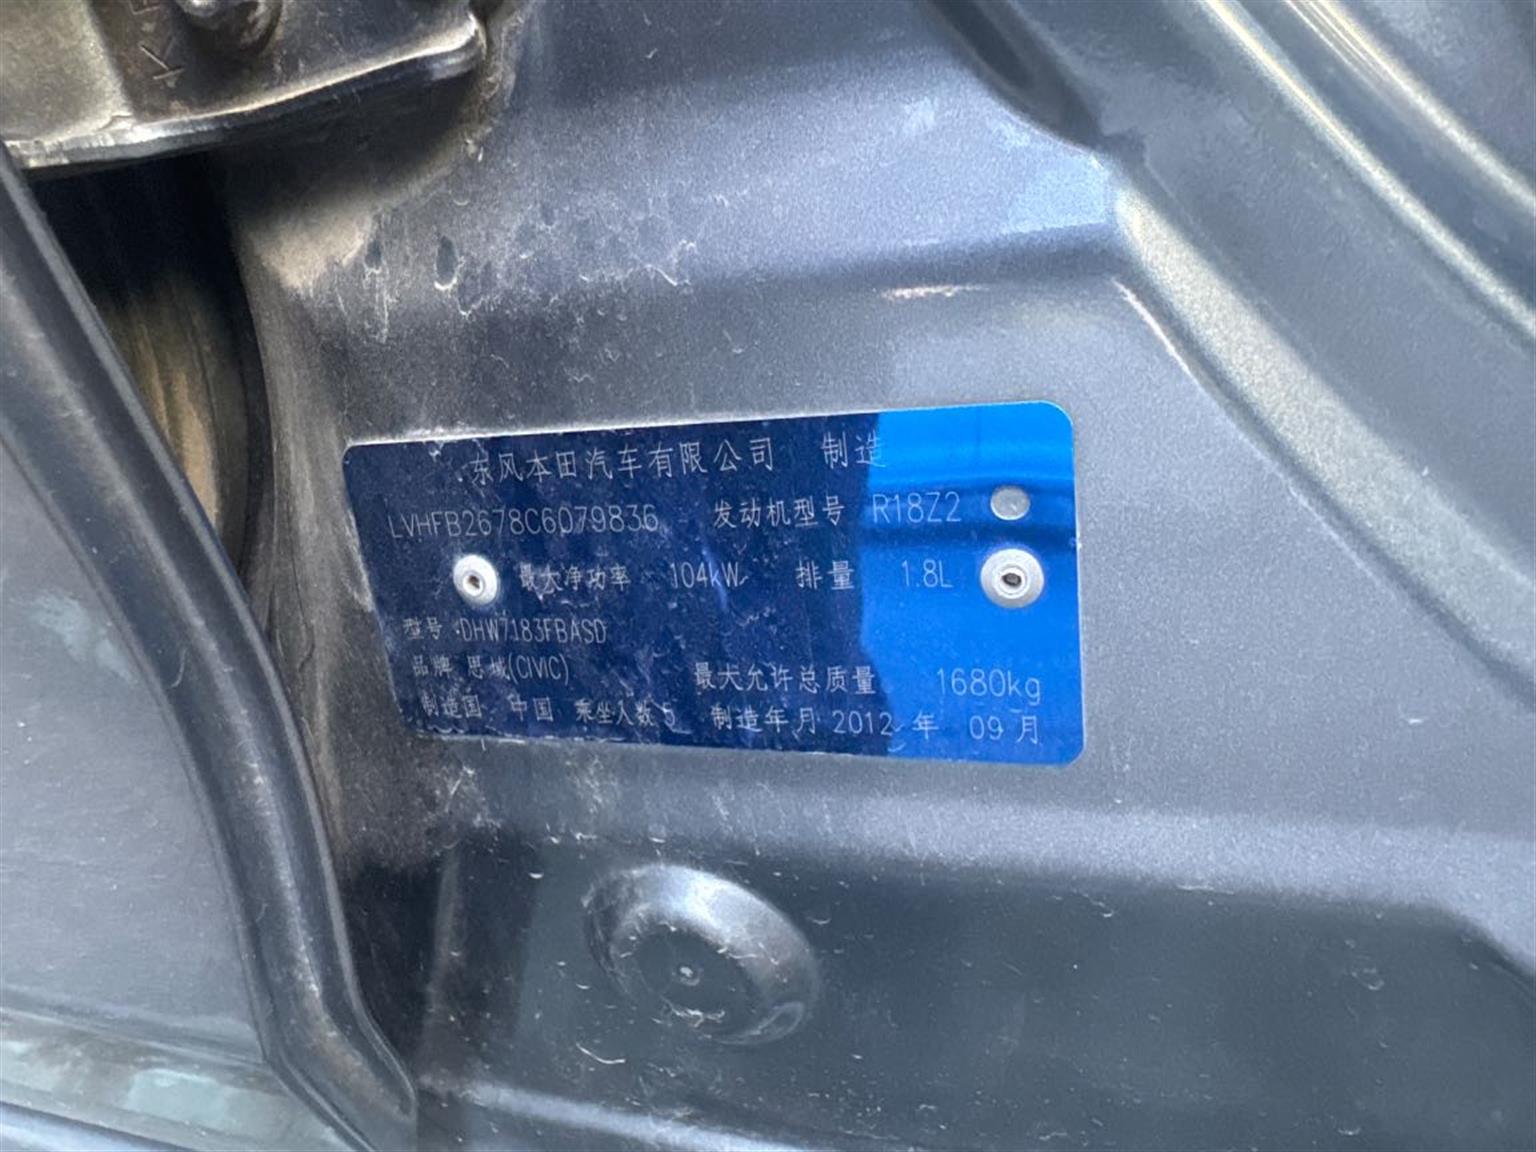 东风本田汽车有限公司 制造
LVHFB2678C6079836 发动机型号 R18Z2
最大净功率 104kW 排量 1.8L
型号 DHW7183FBASD
品牌 思域(CIVIC) 最大允许总质量 1680kg
制造国 中国 乘坐人数 5 制造年月 2012 年 09 月